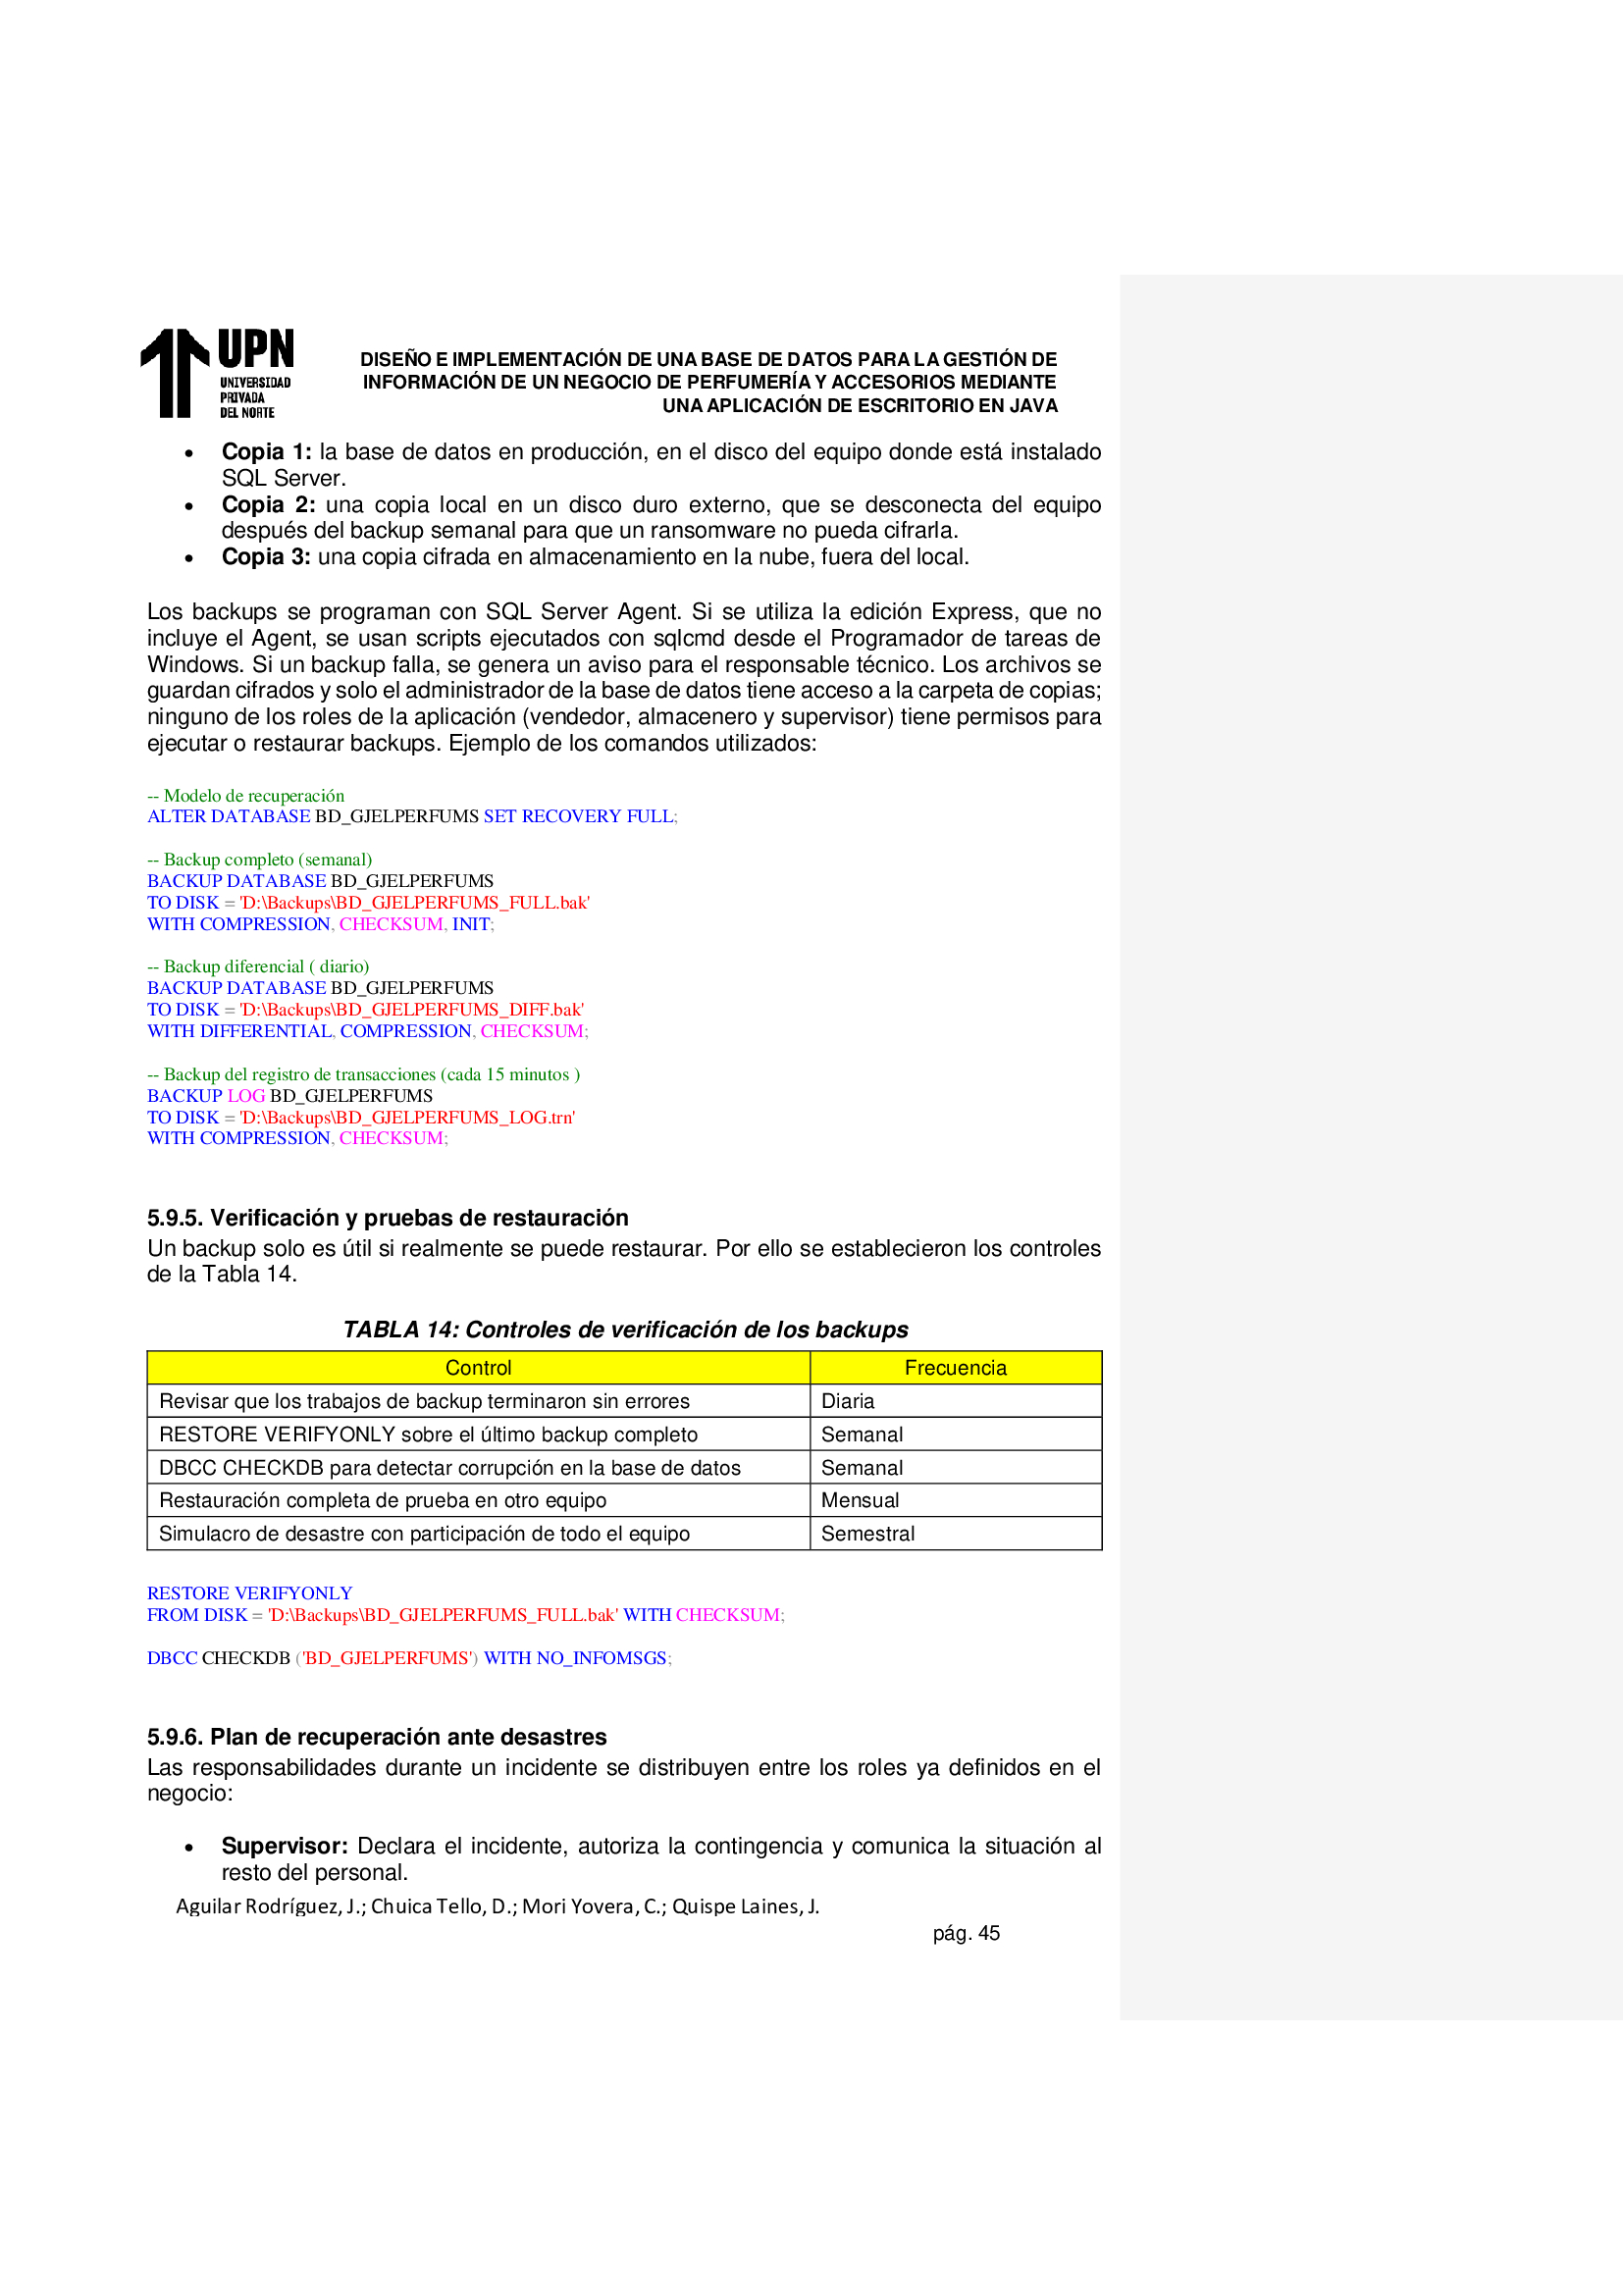 UPN
UNIVERSIDAD
PRIVADA
DEL NORTE
DISEÑO E IMPLEMENTACIÓN DE UNA BASE DE DATOS PARA LA GESTIÓN DE
INFORMACIÓN DE UN NEGOCIO DE PERFUMERÍA Y ACCESORIOS MEDIANTE
UNA APLICACIÓN DE ESCRITORIO EN JAVA
• Copia 1: la base de datos en producción, en el disco del equipo donde está instalado
SQL Server.
• Copia 2: una copia local en un disco duro externo, que se desconecta del equipo
después del backup semanal para que un ransomware no pueda cifrarla.
• Copia 3: una copia cifrada en almacenamiento en la nube, fuera del local.
Los backups se programan con SQL Server Agent. Si se utiliza la edición Express, que no
incluye el Agent, se usan scripts ejecutados con sqlcmd desde el Programador de tareas de
Windows. Si un backup falla, se genera un aviso para el responsable técnico. Los archivos se
guardan cifrados y solo el administrador de la base de datos tiene acceso a la carpeta de copias;
ninguno de los roles de la aplicación (vendedor, almacenero y supervisor) tiene permisos para
ejecutar o restaurar backups. Ejemplo de los comandos utilizados:
-- Modelo de recuperación
ALTER DATABASE BD_GJELPERFUMS SET RECOVERY FULL;
-- Backup completo (semanal)
BACKUP DATABASE BD_GJELPERFUMS
TO DISK = 'D:\Backups\BD_GJELPERFUMS_FULL.bak'
WITH COMPRESSION, CHECKSUM, INIT;
-- Backup diferencial ( diario)
BACKUP DATABASE BD_GJELPERFUMS
TO DISK = 'D:\Backups\BD_GJELPERFUMS_DIFF.bak'
WITH DIFFERENTIAL, COMPRESSION, CHECKSUM;
-- Backup del registro de transacciones (cada 15 minutos )
BACKUP LOG BD_GJELPERFUMS
TO DISK = 'D:\Backups\BD_GJELPERFUMS_LOG.trn'
WITH COMPRESSION, CHECKSUM;
5.9.5. Verificación y pruebas de restauración
Un backup solo es útil si realmente se puede restaurar. Por ello se establecieron los controles
de la Tabla 14.
TABLA 14: Controles de verificación de los backups
Control Frecuencia
Revisar que los trabajos de backup terminaron sin errores Diaria
RESTORE VERIFYONLY sobre el último backup completo Semanal
DBCC CHECKDB para detectar corrupción en la base de datos Semanal
Restauración completa de prueba en otro equipo Mensual
Simulacro de desastre con participación de todo el equipo Semestral
RESTORE VERIFYONLY
FROM DISK = 'D:\Backups\BD_GJELPERFUMS_FULL.bak' WITH CHECKSUM;
DBCC CHECKDB ('BD_GJELPERFUMS') WITH NO_INFOMSGS;
5.9.6. Plan de recuperación ante desastres
Las responsabilidades durante un incidente se distribuyen entre los roles ya definidos en el
negocio:
• Supervisor: Declara el incidente, autoriza la contingencia y comunica la situación al
resto del personal.
Aguilar Rodríguez, J.; Chuica Tello, D.; Mori Yovera, C.; Quispe Laines, J.
pág. 45